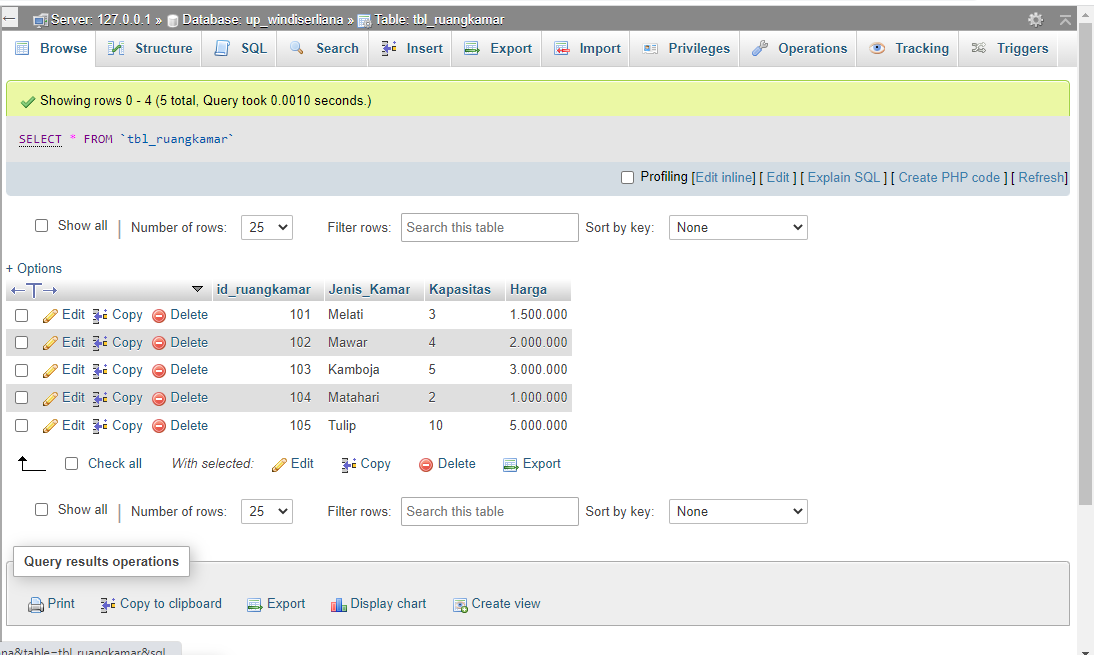 Server: 127.0.0.1 » Database: up_windiserliana » Table: tbl_ruangkamar
Browse Structure SQL Search Insert Export Import Privileges Operations Tracking Triggers
Showing rows 0 - 4 (5 total, Query took 0.0010 seconds.)
SELECT * FROM `tbl_ruangkamar`
Profiling [Edit inline] [ Edit ] [ Explain SQL ] [ Create PHP code ] [ Refresh]
Show all | Number of rows: 25 Filter rows: Search this table Sort by key: None
+ Options
←T→ id_ruangkamar Jenis_Kamar Kapasitas Harga
Edit Copy Delete 101 Melati 3 1.500.000
Edit Copy Delete 102 Mawar 4 2.000.000
Edit Copy Delete 103 Kamboja 5 3.000.000
Edit Copy Delete 104 Matahari 2 1.000.000
Edit Copy Delete 105 Tulip 10 5.000.000
Check all With selected: Edit Copy Delete Export
Show all | Number of rows: 25 Filter rows: Search this table Sort by key: None
Query results operations
Print Copy to clipboard Export Display chart Create view
na&table=tbl_ruangkamar&sql